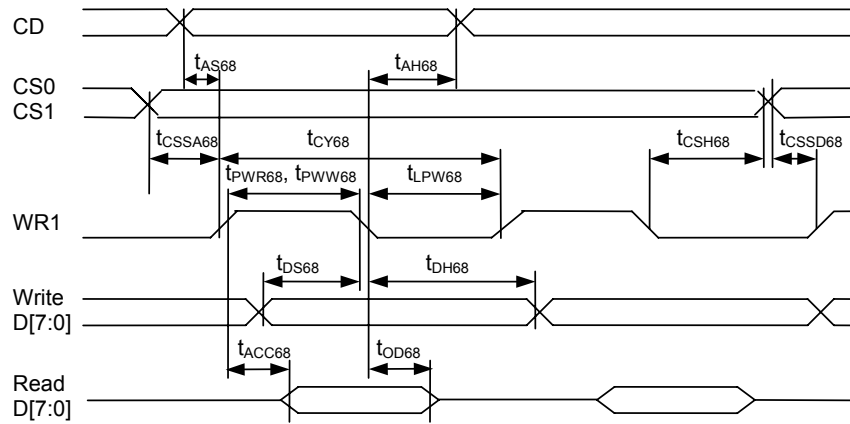 CD
tAS68 tAH68
CS0
CS1
tCSSA68 tCY68 tCSH68 tCSSD68
tPWR68, tPWW68 tLPW68
WR1
tDS68 tDH68
Write
D[7:0]
tACC68 tOD68
Read
D[7:0]